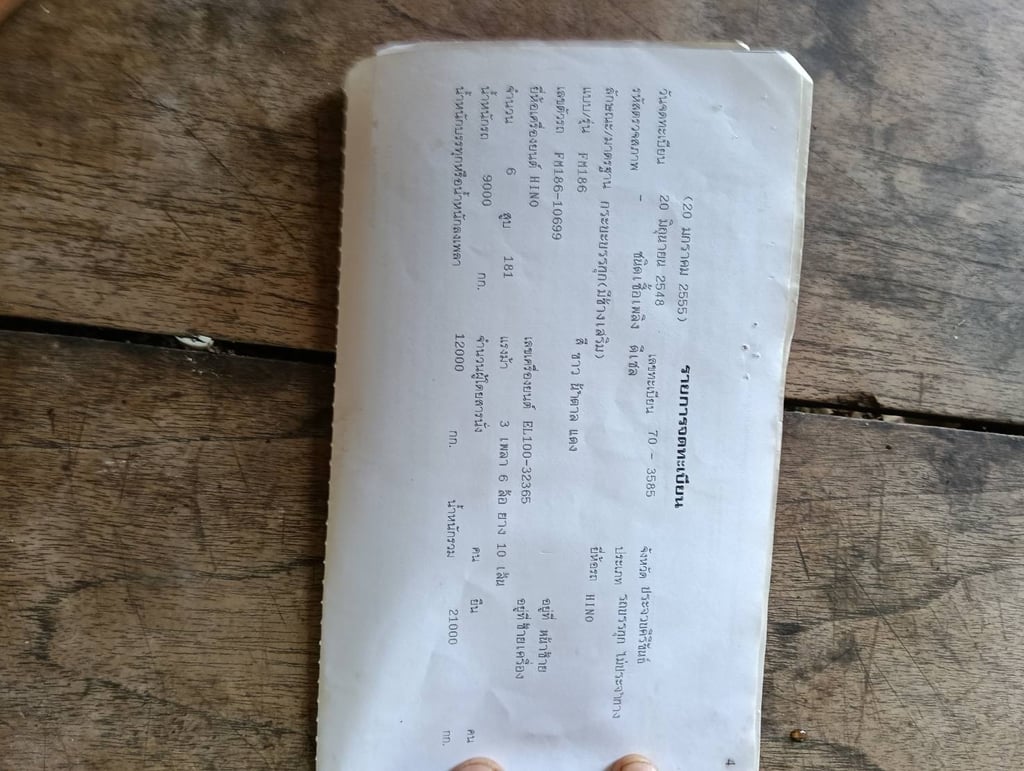 4
รายการจดทะเบียน
(20 มกราคม 2555)
วันจดทะเบียน 20 มิถุนายน 2548 เลขทะเบียน 70 - 3585 จังหวัด ประจวบคีรีขันธ์
รหัสตรวจสภาพ - ชนิดเชื้อเพลิง ดีเซล ประเภท รถบรรทุก ไม่ประจำทาง
ลักษณะ/มาตรฐาน กระบะบรรทุก(มีข้างเสริม) ยี่ห้อรถ HINO
แบบ/รุ่น FM186 สี ขาว น้ำตาล แดง
เลขตัวรถ FM186-10699 อยู่ที่ หน้าซ้าย
ยี่ห้อเครื่องยนต์ HINO เลขเครื่องยนต์ EL100-32365 อยู่ที่ ซ้ายเครื่อง
จำนวน 6 สูบ 181 แรงม้า 3 เพลา 6 ล้อ ยาง 10 เส้น
น้ำหนักรถ 9000 กก. จำนวนผู้โดยสารนั่ง คน ยืน คน
น้ำหนักบรรทุกหรือน้ำหนักลงเพลา 12000 กก. น้ำหนักรวม 21000 กก.